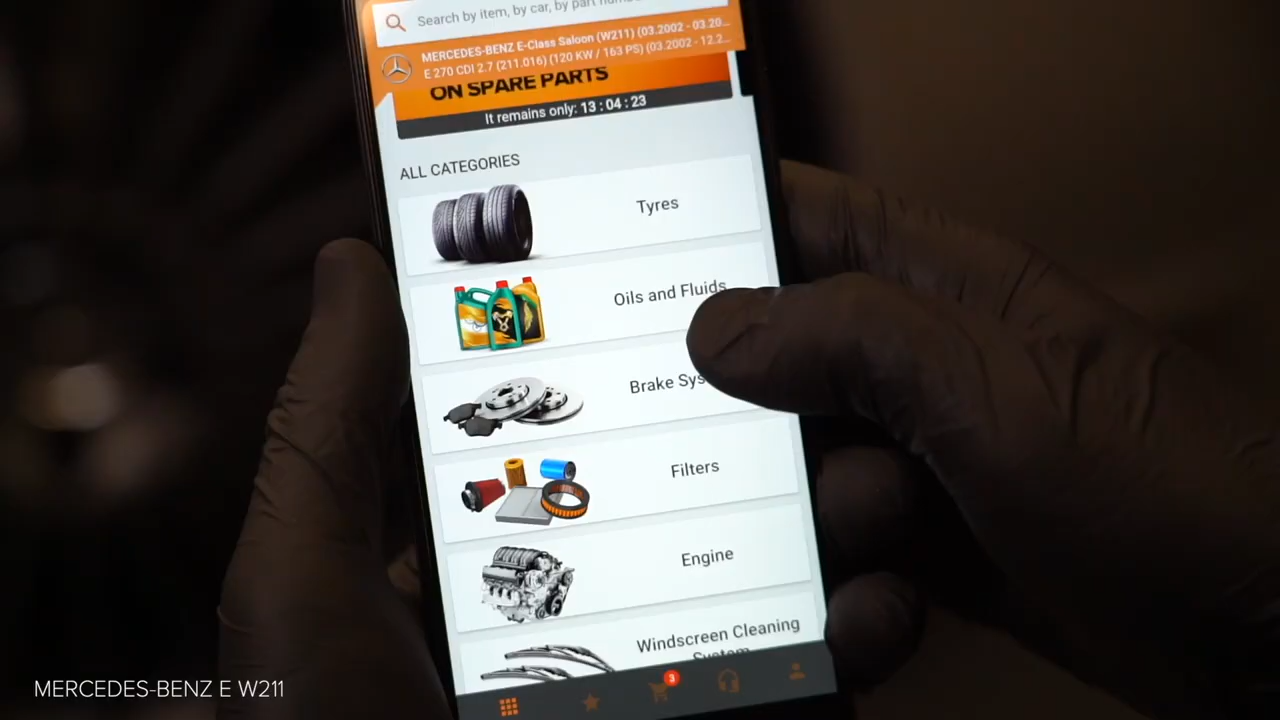 Search by item, by car, by part
MERCEDES-BENZ E-Class Saloon (W211) (03.2002 - 03.20...
E 270 CDI 2.7 (211.016) (120 KW / 163 PS) (03.2002 - 12.2...
ON SPARE PARTS
It remains only: 13 : 04 : 23
ALL CATEGORIES
Tyres
Oils and Fluids
Brake Sys
Filters
Engine
Windscreen Cleaning
System
3
MERCEDES-BENZ E W211